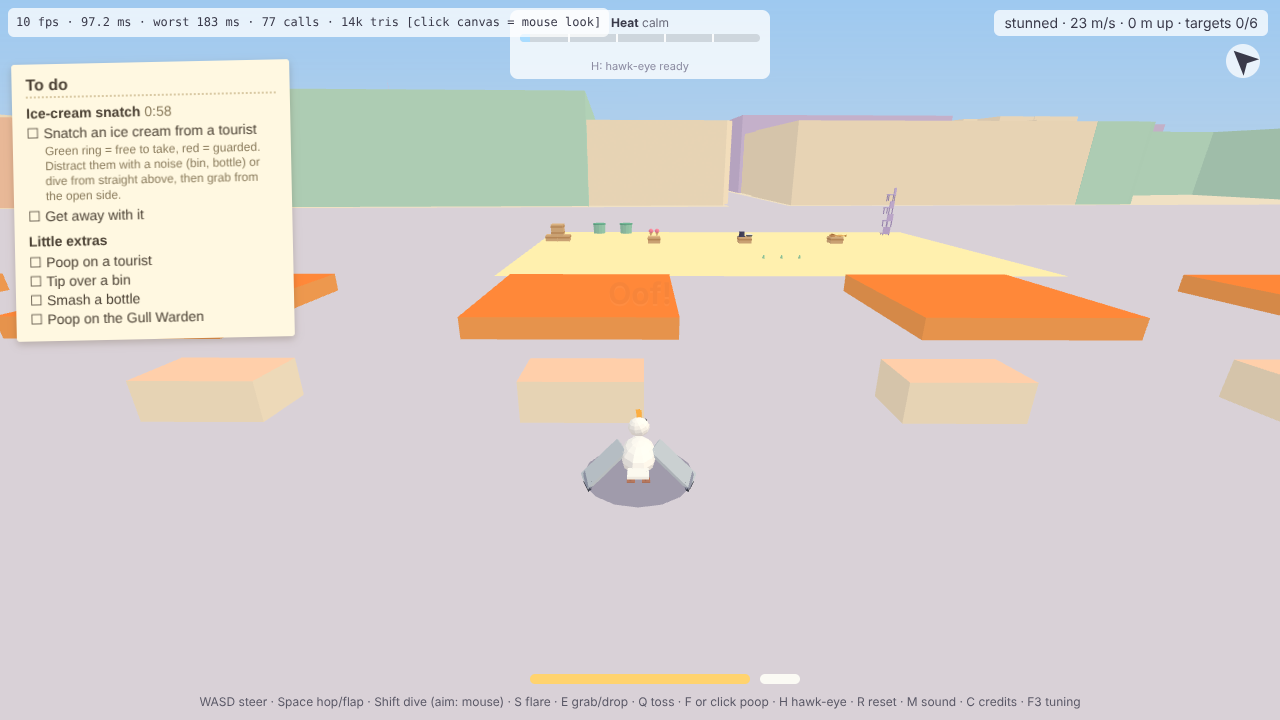 10 fps · 97.2 ms · worst 183 ms · 77 calls · 14k tris [click canvas = mouse look]
Heat calm
H: hawk-eye ready
stunned · 23 m/s · 0 m up · targets 0/6
To do
Ice-cream snatch 0:58
Snatch an ice cream from a tourist
Green ring = free to take, red = guarded.
Distract them with a noise (bin, bottle) or
dive from straight above, then grab from
the open side.
Get away with it
Little extras
Poop on a tourist
Tip over a bin
Smash a bottle
Poop on the Gull Warden
Oof!
WASD steer · Space hop/flap · Shift dive (aim: mouse) · S flare · E grab/drop · Q toss · F or click poop · H hawk-eye · R reset · M sound · C credits · F3 tuning